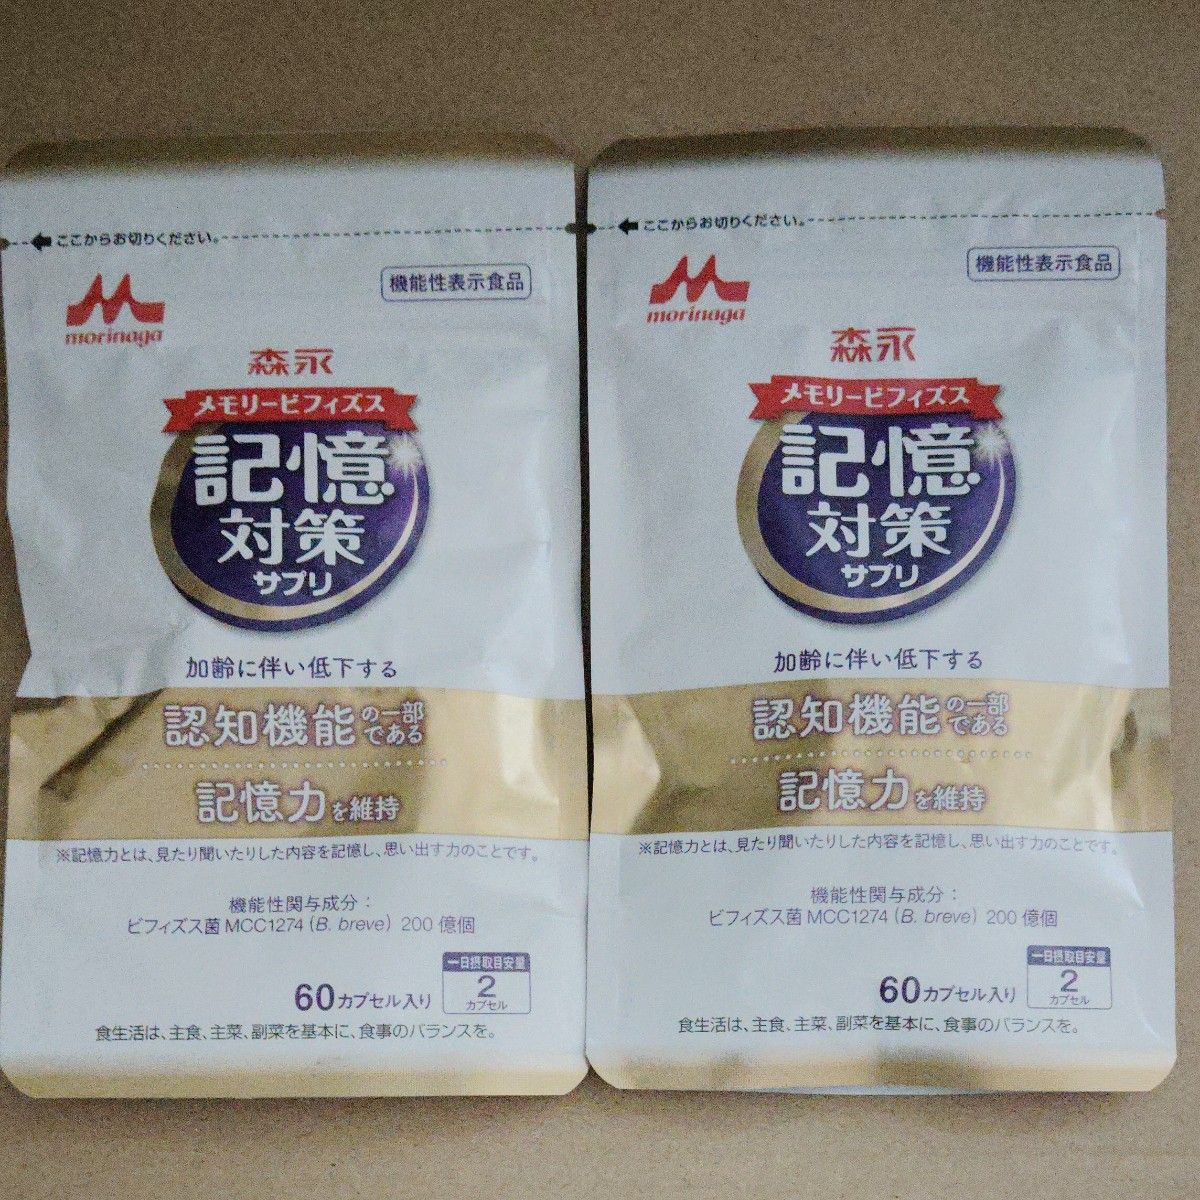 ここからお切りください。
morinaga
機能性表示食品
森永
メモリービフィズス
記憶
対策
サプリ
加齢に伴い低下する
認知機能の一部である
記憶力を維持
※記憶力とは、見たり聞いたりした内容を記憶し、思い出す力のことです。
機能性関与成分：
ビフィズス菌 MCC1274 (B. breve) 200 億個
60カプセル入り
一日摂取目安量
2
カプセル
食生活は、主食、主菜、副菜を基本に、食事のバランスを。
ここからお切りください。
morinaga
機能性表示食品
森永
メモリービフィズス
記憶
対策
サプリ
加齢に伴い低下する
認知機能の一部である
記憶力を維持
※記憶力とは、見たり聞いたりした内容を記憶し、思い出す力のことです。
機能性関与成分：
ビフィズス菌 MCC1274 (B. breve) 200 億個
60カプセル入り
一日摂取目安量
2
カプセル
食生活は、主食、主菜、副菜を基本に、食事のバランスを。